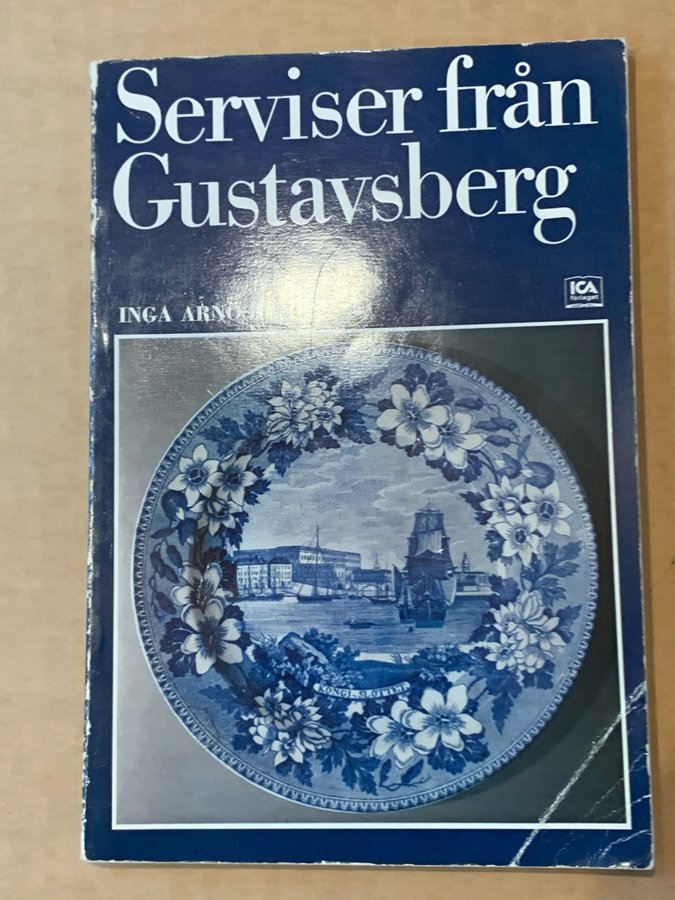 Serviser från
Gustavsberg
ICA
förlaget
INGA
KONGL. SLOTTET